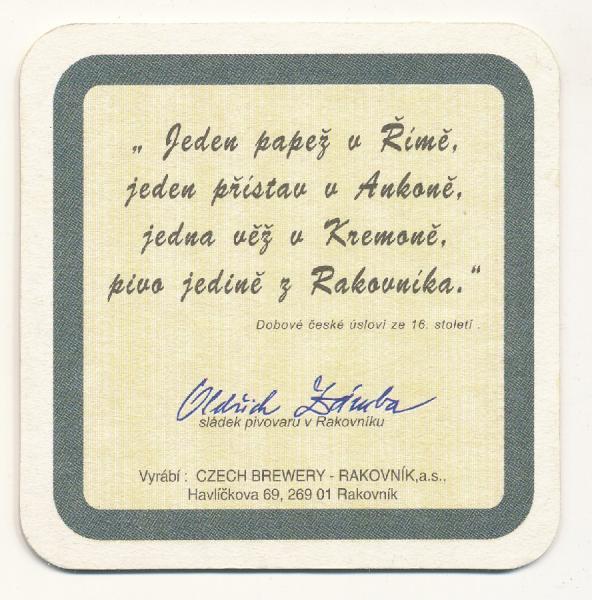 „ Jeden papež v Římě,
jeden přístav v Ankoně,
jedna věž v Kremoně,
pivo jedině z Rakovníka.“
Dobové české úsloví ze 16. století .
Oldřich Zámba
sládek pivovaru v Rakovníku
Vyrábí : CZECH BREWERY - RAKOVNÍK,a.s.,
Havlíčkova 69, 269 01 Rakovník